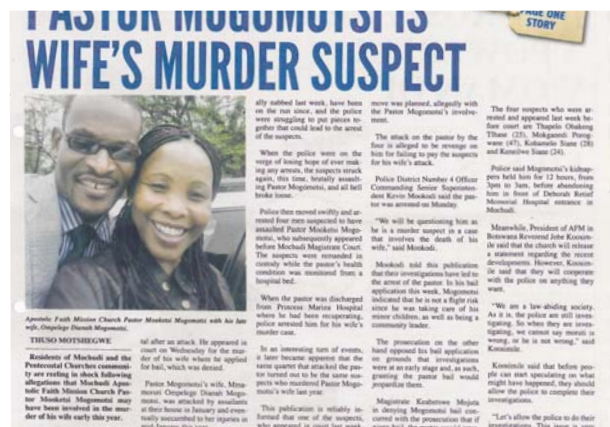 PAGE ONE
STORY
PASTOR MOGOMOTSI IS
WIFE'S MURDER SUSPECT
Apostolic Faith Mission Church Pastor Mooketsi Mogomotsi with his late
wife, Ompelege Dianah Mogomotsi.
THUSO MOTSHEGWE
Residents of Mochudi and the
Pentecostal Churches communi-
ty are reeling in shock following
allegations that Mochudi Apos-
tolic Faith Mission Church Pas-
tor Mooketsi Mogomotsi may
have been involved in the mur-
der of his wife early this year.
tal after an attack. He appeared in
court on Wednesday for the mur-
der of his wife where he applied
for bail, which was denied.
Pastor Mogomotsi's wife, Mma-
moruti Ompelege Dianah Mogo-
motsi, was attacked by assailants
at their house in January and even-
tually succumbed to her injuries in
ally nabbed last week, have been
on the run since, and the police
were struggling to put pieces to-
gether that could lead to the arrest
of the suspects.
When the police were on the
verge of losing hope of ever mak-
ing any arrests, the suspects struck
again, this time, brutally assault-
ing Pastor Mogomotsi, and all hell
broke loose.
Police then moved swiftly and ar-
rested four men suspected to have
assaulted Pastor Mooketsi Mogo-
motsi, who subsequently appeared
before Mochudi Magistrate Court.
The suspects were remanded in
custody while the pastor's health
condition was monitored from a
hospital bed.
When the pastor was discharged
from Princess Marina Hospital
where he had been recuperating,
police arrested him for his wife's
murder case.
In an interesting turn of events,
it later became apparent that the
same quartet that attacked the pas-
tor turned out to be the same sus-
pects who murdered Pastor Mogo-
motsi's wife last year.
This publication is reliably in-
formed that one of the suspects,
who appeared in court last week
move was planned, allegedly with
the Pastor Mogomotsi's involve-
ment.
The attack on the pastor by the
four is alleged to be revenge on
him for failing to pay the suspects
for his wife's attack.
Police District Number 4 Officer
Commanding Senior Superinten-
dent Kevin Mookodi said the pas-
tor was arrested on Monday.
"We will be questioning him as
he is a murder suspect in a case
that involves the death of his
wife," said Mookodi.
Mookodi told this publication
that their investigations have led to
the arrest of the pastor. In his bail
application this week, Mogomotsi
indicated that he is not a flight risk
since he was taking care of his
minor children, as well as being a
community leader.
The prosecution on the other
hand opposed his bail application
on grounds that investigations
were at an early stage and, as such,
granting the pastor bail would
jeopardize them.
Magistrate Keabetswe Mojuta
in denying Mogomotsi bail con-
curred with the prosecution that if
The four suspects who were ar-
rested and appeared last week be-
fore court are Thapelo Obakeng
Tlhase (25), Mokganedi Porog-
wane (47), Kobamelo Siane (28)
and Koneilwe Siane (24).
Police said Mogomotsi's kidnap-
pers held him for 12 hours, from
3pm to 3am, before abandoning
him in front of Deborah Retief
Memorial Hospital entrance in
Mochudi.
Meanwhile, President of AFM in
Botswana Reverend Jobe Koosim-
ile said that the church will release
a statement regarding the recent
developments. However, Koosim-
ile said that they will cooperate
with the police on anything they
want.
"We are a law-abiding society.
As it is, the police are still inves-
tigating. So when they are inves-
tigating, we cannot say motsi is
wrong, or he is not wrong," said
Koosimile.
Koosimile said that before peo-
ple can start speculating on what
might have happened, they should
allow the police to complete their
investigations.
"Let's allow the police to do their